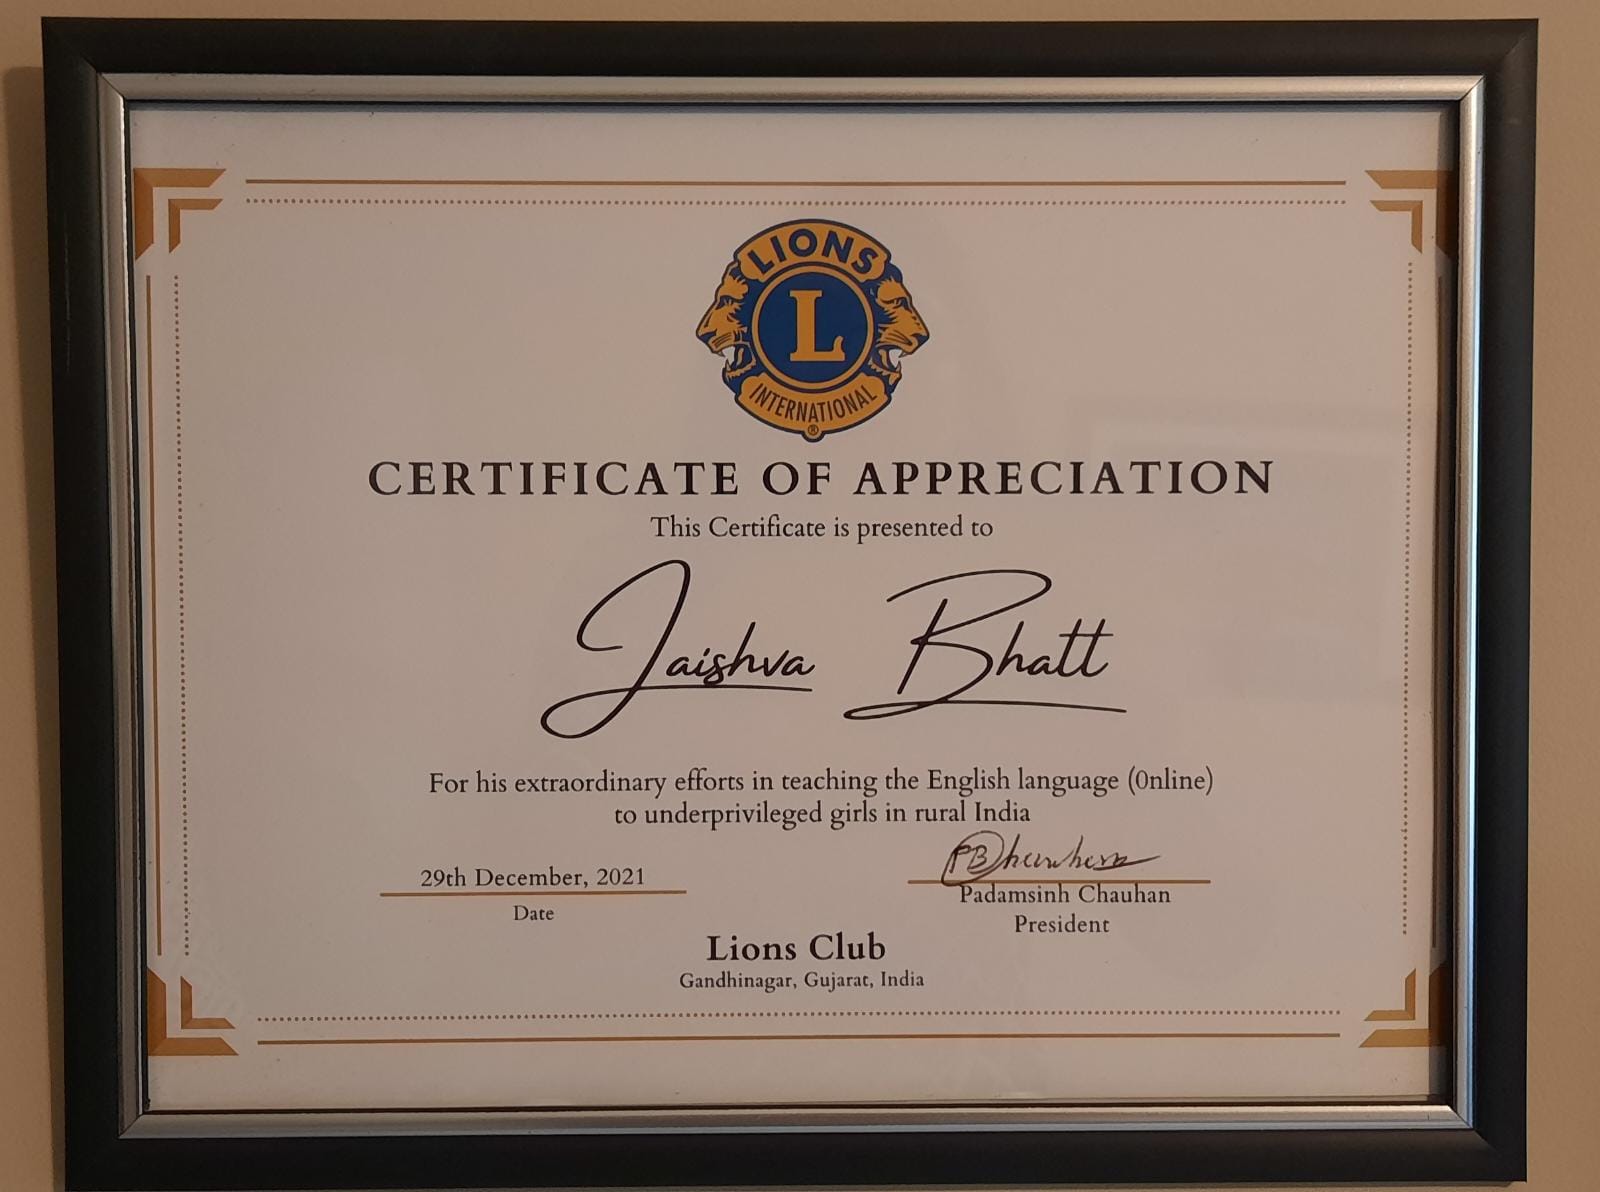 LIONS
L
INTERNATIONAL
®
CERTIFICATE OF APPRECIATION
This Certificate is presented to
Jaishva Bhatt
For his extraordinary efforts in teaching the English language (0nline)
to underprivileged girls in rural India
29th December, 2021
Date
Padamsinh Chauhan
President
Lions Club
Gandhinagar, Gujarat, India